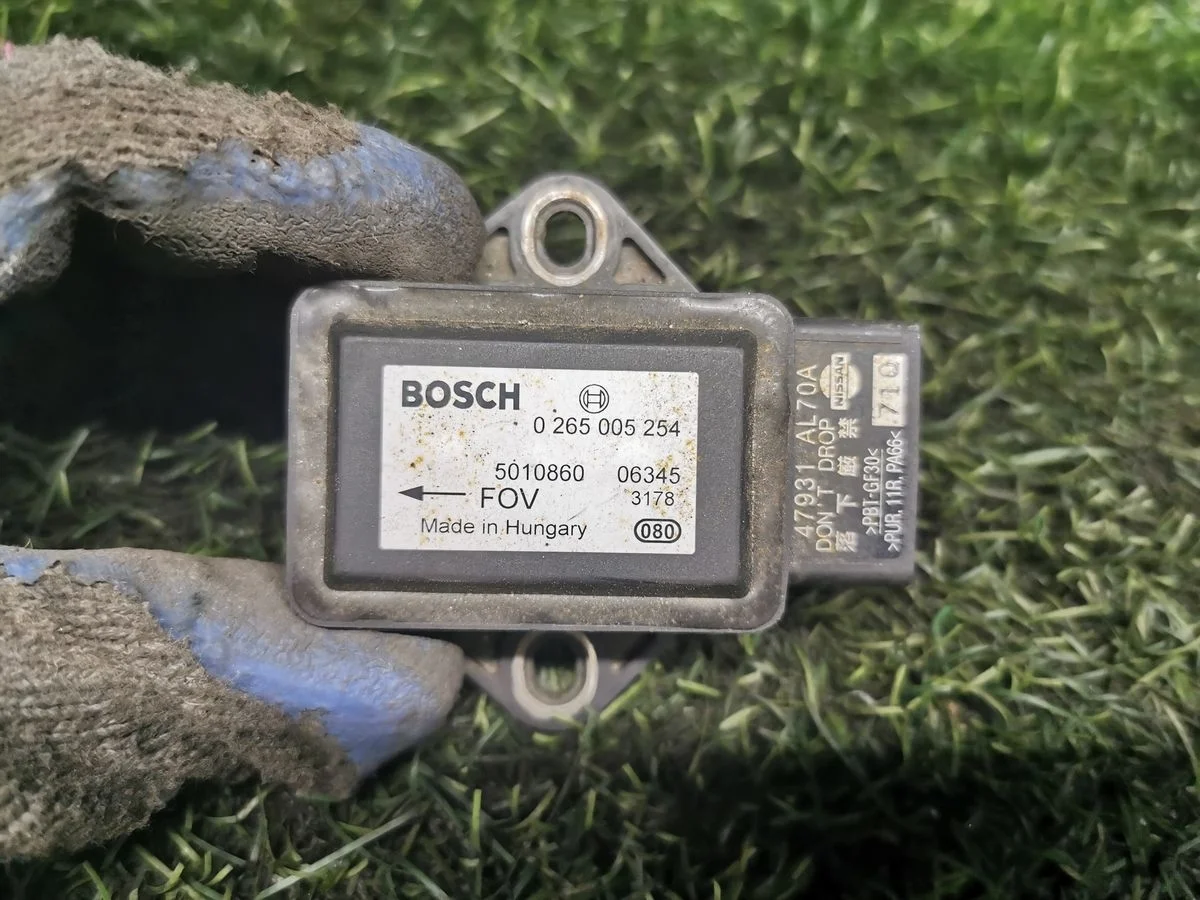 BOSCH
0 265 005 254
5010860 06345
FOV 3178
Made in Hungary 080
47931 AL70A NISSAN
DON'T DROP
落下厳禁
>PBT-GF30<
>PUR, 11R, PA66<
710